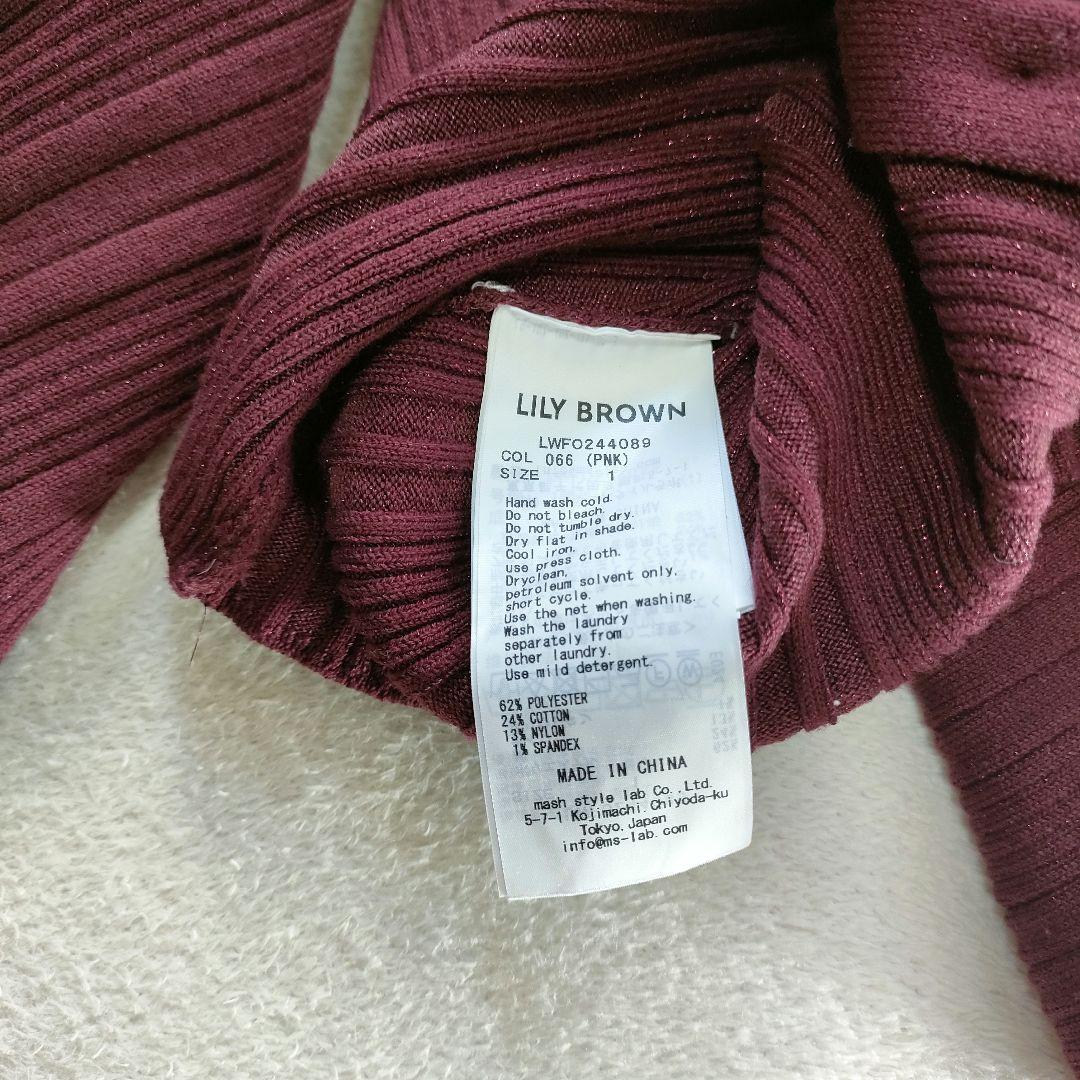 LILY BROWN
LWFO244089
COL 066 (PNK)
SIZE 1
Hand wash cold.
Do not bleach.
Do not tumble dry.
Dry flat in shade.
Cool iron.
use press cloth.
Dryclean,
petroleum solvent only.
short cycle.
Use the net when washing.
Wash the laundry
separately from
other laundry.
Use mild detergent.
62% POLYESTER
24% COTTON
13% NYLON
1% SPANDEX
MADE IN CHINA
mash style lab Co.,Ltd.
5-7-1 Kojimachi.Chiyoda-ku
Tokyo.Japan
info@ms-lab.com